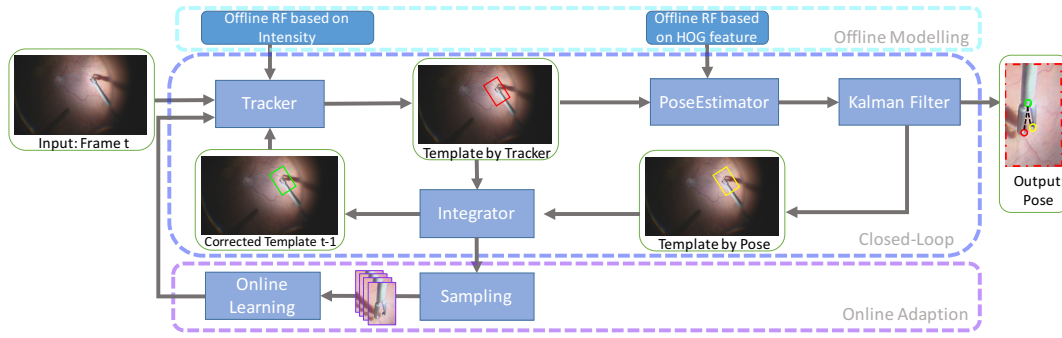 Offline RF based on
Intensity
Offline RF based
on HOG feature
Offline Modelling
Tracker
PoseEstimator
Kalman Filter
Input: Frame t
Template by Tracker
Output
Pose
Integrator
Corrected Template t-1
Template by Pose
Closed-Loop
Online
Learning
Sampling
Online Adaption